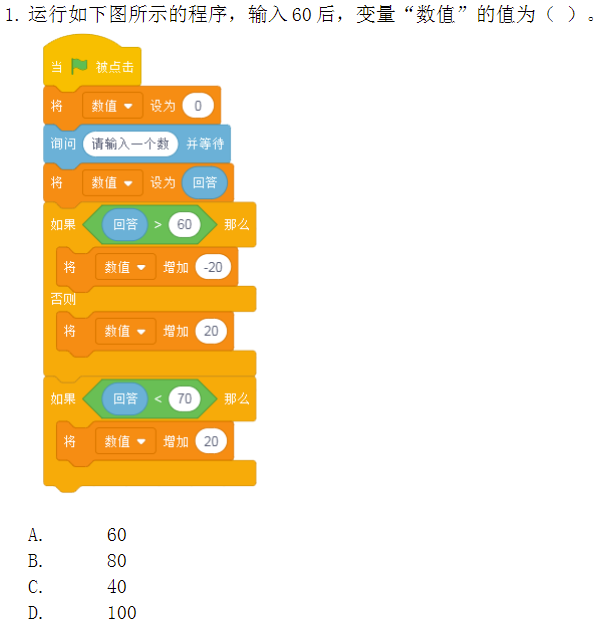 1. 运行如下图所示的程序，输入60后，变量“数值”的值为（ ）。
当 被点击
将 数值 设为 0
询问 请输入一个数 并等待
将 数值 设为 回答
如果 回答 > 60 那么
将 数值 增加 -20
否则
将 数值 增加 20
如果 回答 < 70 那么
将 数值 增加 20
A. 60
B. 80
C. 40
D. 100